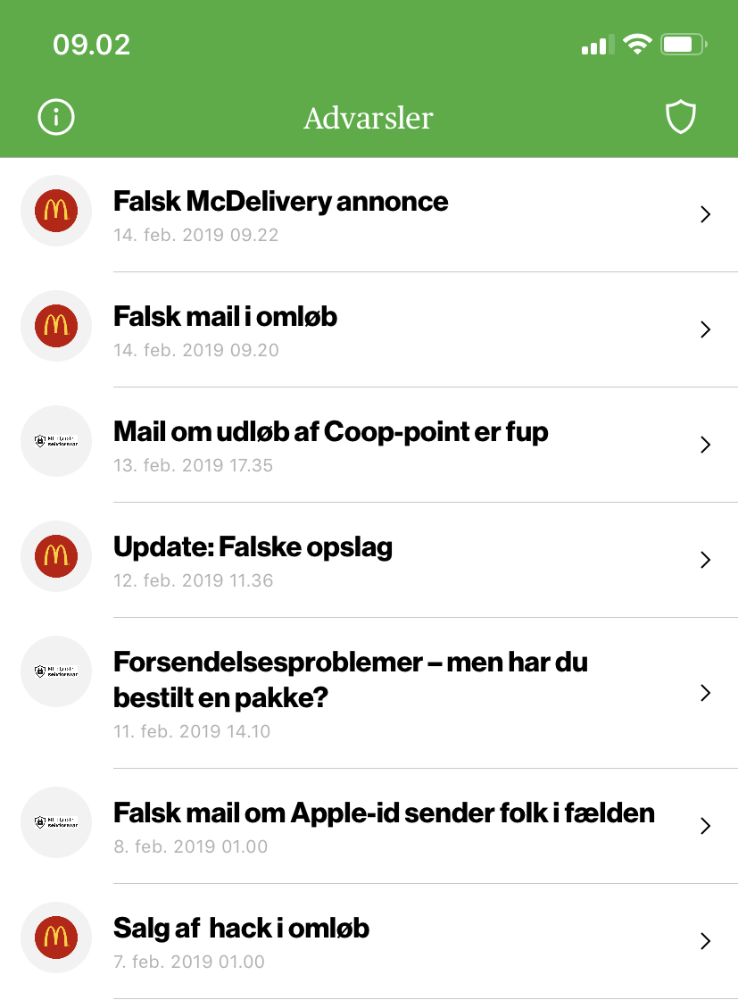 09.02
Advarsler
Falsk McDelivery annonce
14. feb. 2019 09.22
Falsk mail i omløb
14. feb. 2019 09.20
Mail om udløb af Coop-point er fup
13. feb. 2019 17.35
Update: Falske opslag
12. feb. 2019 11.36
Forsendelsesproblemer – men har du
bestilt en pakke?
11. feb. 2019 14.10
Falsk mail om Apple-id sender folk i fælden
8. feb. 2019 01.00
Salg af  hack i omløb
7. feb. 2019 01.00